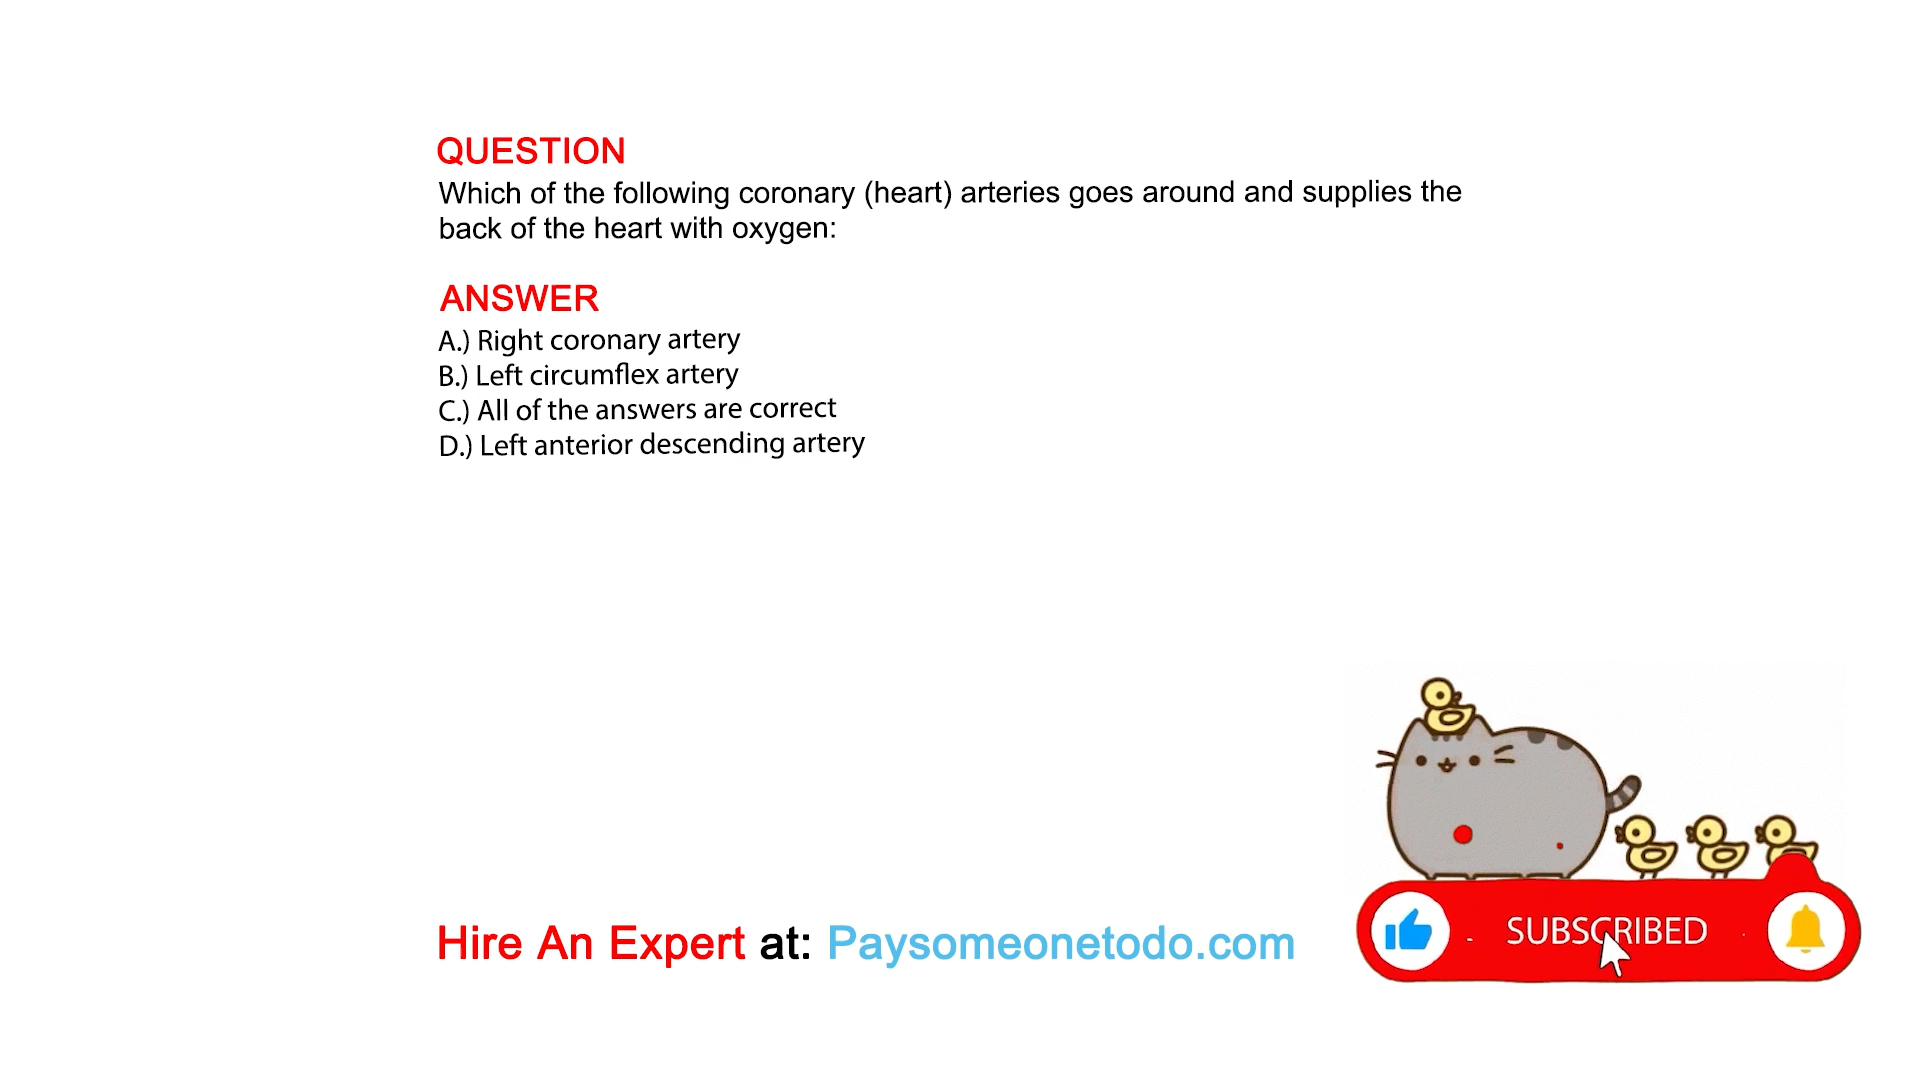 QUESTION
Which of the following coronary (heart) arteries goes around and supplies the
back of the heart with oxygen:
ANSWER
A.) Right coronary artery
B.) Left circumflex artery
C.) All of the answers are correct
D.) Left anterior descending artery
Hire An Expert at: Paysomeonetodo.com
SUBSCRIBED